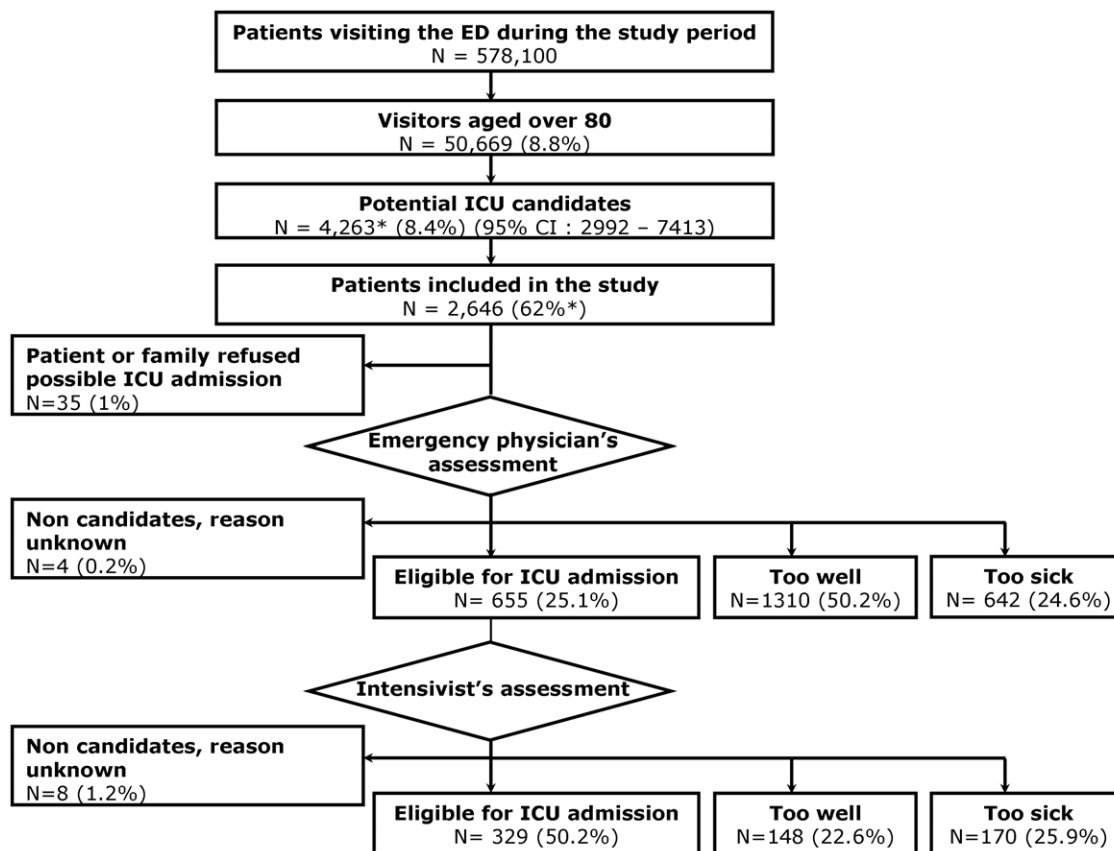 Patients visiting the ED during the study period
N = 578,100
Visitors aged over 80
N = 50,669 (8.8%)
Potential ICU candidates
N = 4,263* (8.4%) (95% CI : 2992 – 7413)
Patients included in the study
N = 2,646 (62%*)
Patient or family refused
possible ICU admission
N=35 (1%)
Emergency physician's
assessment
Non candidates, reason
unknown
N=4 (0.2%)
Eligible for ICU admission
N= 655 (25.1%)
Too well
N=1310 (50.2%)
Too sick
N= 642 (24.6%)
Intensivist's assessment
Non candidates, reason
unknown
N=8 (1.2%)
Eligible for ICU admission
N= 329 (50.2%)
Too well
N=148 (22.6%)
Too sick
N=170 (25.9%)